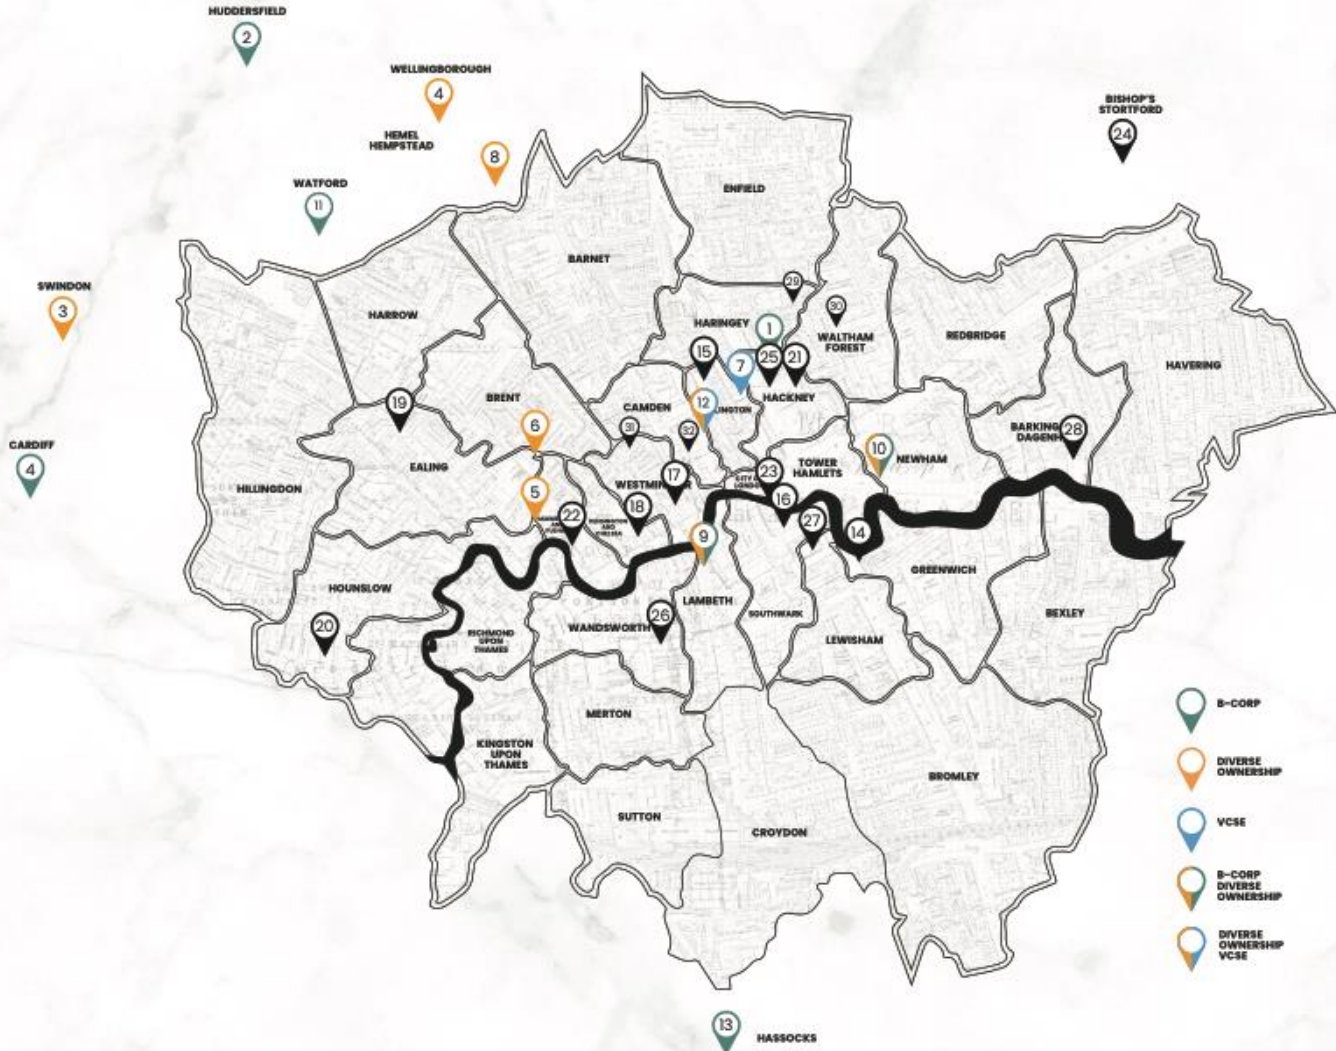 HUDDERSFIELD
2
WELLINGBOROUGH
4
BISHOP'S
STORTFORD
24
HEMEL
HEMPSTEAD
8
WATFORD
11
ENFIELD
BARNET
SWINDON
3
HARROW
29
30
HARINGEY
1
WALTHAM
FOREST
REDBRIDGE
HAVERING
15
7
25
21
19
BRENT
CAMDEN
12
HACKNEY
6
31
32
BARKING
28
CARDIFF
4
EALING
10
NEWHAM
TOWER
HAMLETS
HILLINGDON
5
17
23
22
18
16
27
14
9
HOUNSLOW
GREENWICH
LAMBETH
SOUTHWARK
BEXLEY
20
26
WANDSWORTH
RICHMOND
UPON
THAMES
LEWISHAM
MERTON
KINGSTON
UPON
THAMES
BROMLEY
SUTTON
CROYDON
13
HASSOCKS
B-CORP
DIVERSE
OWNERSHIP
VCSE
B-CORP
DIVERSE
OWNERSHIP
DIVERSE
OWNERSHIP
VCSE